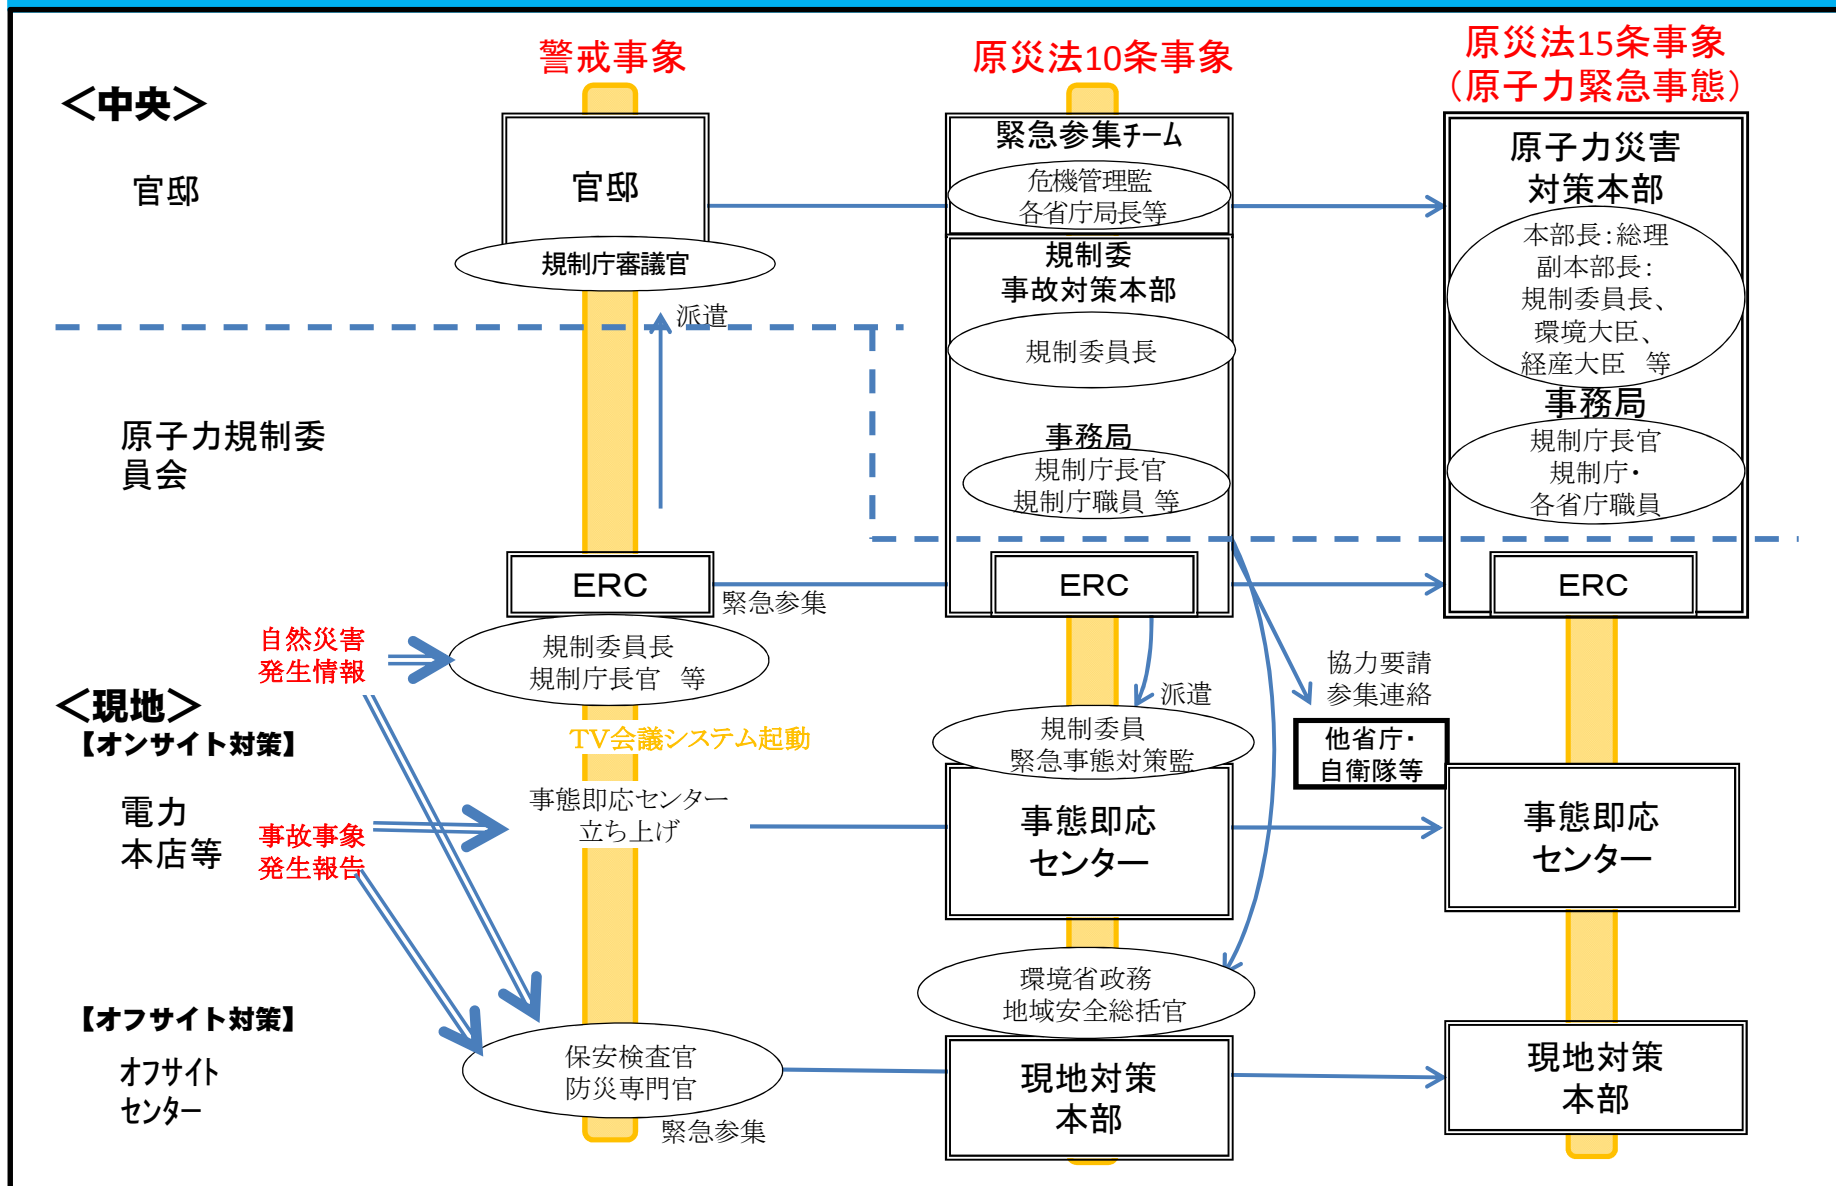 警戒事象
原災法10条事象
原災法15条事象
（原子力緊急事態）
＜中央＞
官邸
官邸
規制庁審議官
派遣
緊急参集チーム
危機管理監
各省庁局長等
規制委
事故対策本部
規制委員長
事務局
規制庁長官
規制庁職員 等
原子力災害
対策本部
本部長：総理
副本部長：
規制委員長、
環境大臣、
経産大臣　等
事務局
規制庁長官
規制庁・
各省庁職員
原子力規制委
員会
ERC
緊急参集
ERC
ERC
自然災害
発生情報
規制委員長
規制庁長官　等
協力要請
参集連絡
＜現地＞
【オンサイト対策】
TV会議システム起動
派遣
規制委員
緊急事態対策監
他省庁・
自衛隊等
電力
本店等
事故事象
発生報告
事態即応センター
立ち上げ
事態即応
センター
事態即応
センター
環境省政務
地域安全総括官
【オフサイト対策】
オフサイト
センター
保安検査官
防災専門官
緊急参集
現地対策
本部
現地対策
本部